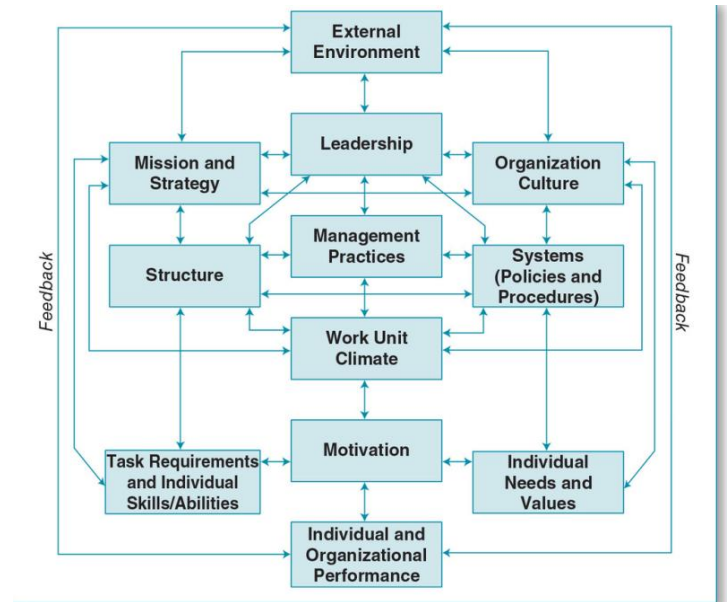 External
Environment
Leadership
Mission and
Strategy
Organization
Culture
Management
Practices
Structure
Systems
(Policies and
Procedures)
Feedback
Feedback
Work Unit
Climate
Motivation
Task Requirements
and Individual
Skills/Abilities
Individual
Needs and
Values
Individual and
Organizational
Performance